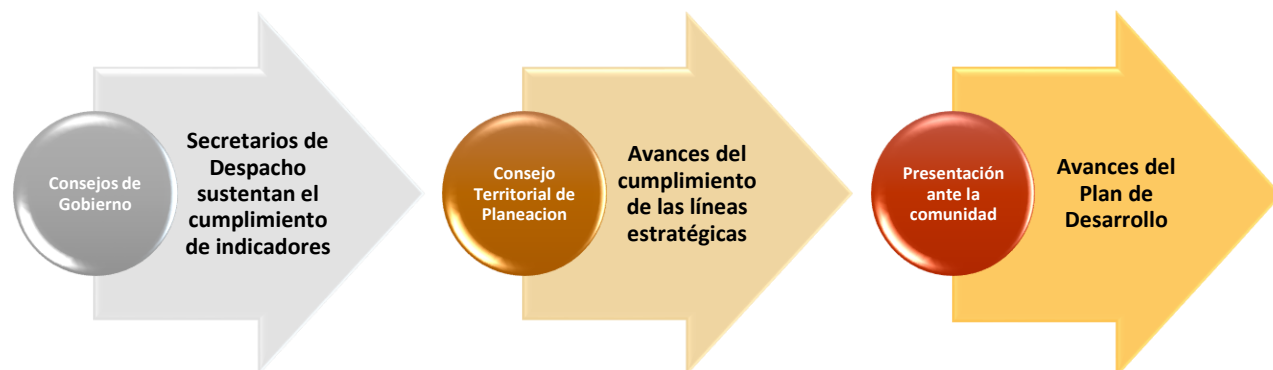 Consejos de
Gobierno
Secretarios de
Despacho
sustentan el
cumplimiento
de indicadores
Consejo
Territorial de
Planeacion
Avances del
cumplimiento
de las líneas
estratégicas
Presentación
ante la
comunidad
Avances del
Plan de
Desarrollo